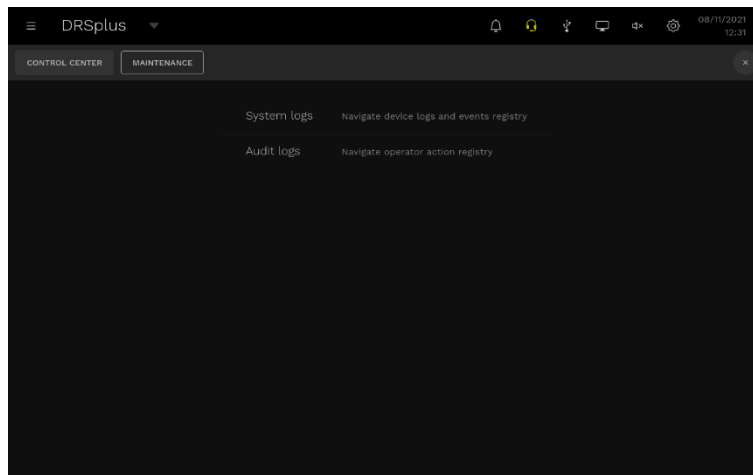 DRSplus
08/11/2021
12:31
CONTROL CENTER MAINTENANCE
System logs Navigate device logs and events registry
Audit logs Navigate operator action registry